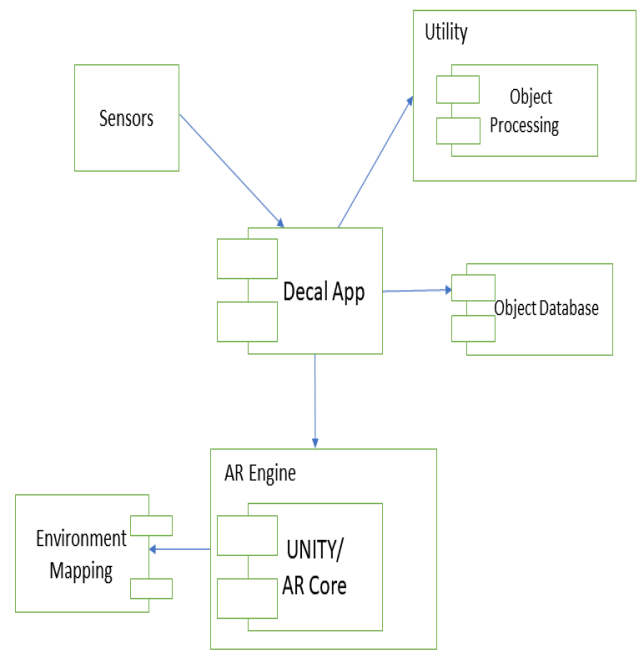 Utility
Object
Processing
Sensors
Decal App
Object Database
AR Engine
UNITY/
AR Core
Environment
Mapping